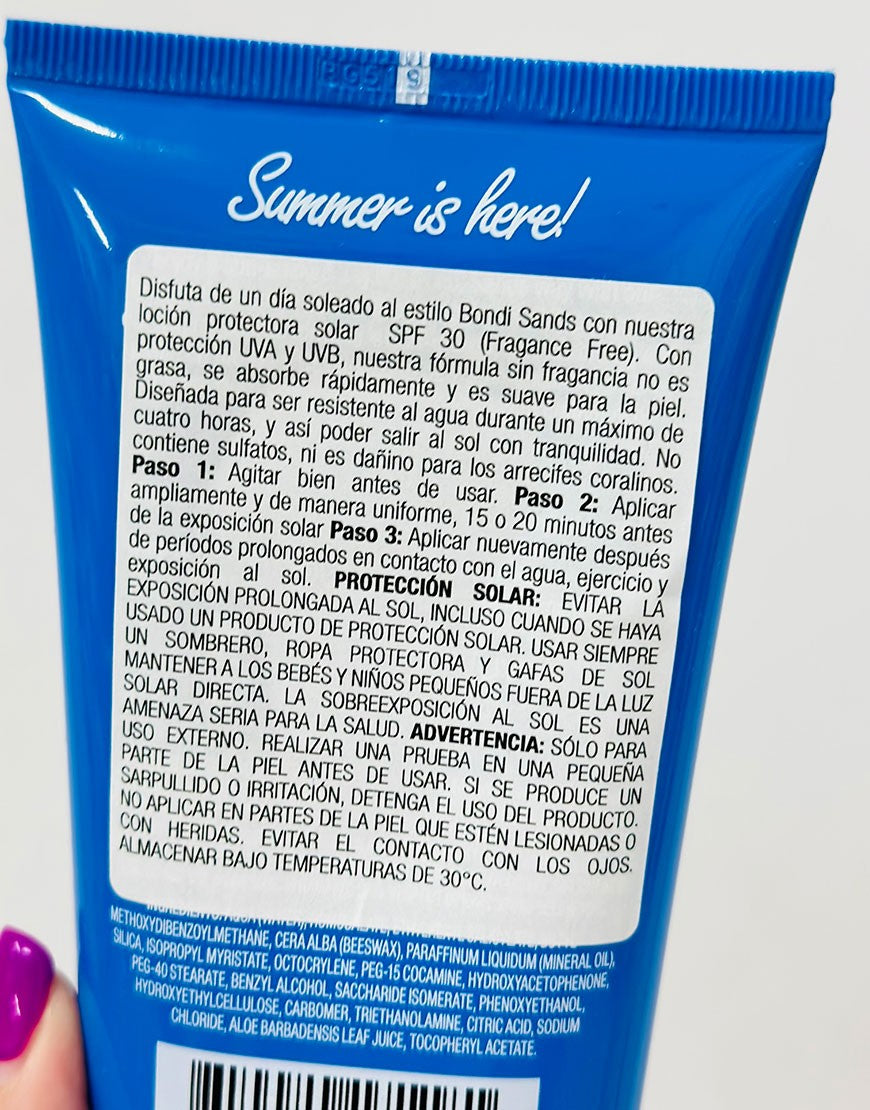 Summer is here!
Disfuta de un día soleado al estilo Bondi Sands con nuestra
loción protectora solar SPF 30 (Fragance Free). Con
protección UVA y UVB, nuestra fórmula sin fragancia no es
grasa, se absorbe rápidamente y es suave para la piel.
Diseñada para ser resistente al agua durante un máximo de
cuatro horas, y así poder salir al sol con tranquilidad. No
contiene sulfatos, ni es dañino para los arrecifes coralinos.
Paso 1: Agitar bien antes de usar. Paso 2: Aplicar
ampliamente y de manera uniforme, 15 o 20 minutos antes
de la exposición solar Paso 3: Aplicar nuevamente después
de períodos prolongados en contacto con el agua, ejercicio y
exposición al sol. PROTECCIÓN SOLAR: EVITAR LA
EXPOSICIÓN PROLONGADA AL SOL, INCLUSO CUANDO SE HAYA
USADO UN PRODUCTO DE PROTECCIÓN SOLAR. USAR SIEMPRE
UN SOMBRERO, ROPA PROTECTORA Y GAFAS DE SOL
MANTENER A LOS BEBÉS Y NIÑOS PEQUEÑOS FUERA DE LA LUZ
SOLAR DIRECTA. LA SOBREEXPOSICIÓN AL SOL ES UNA
AMENAZA SERIA PARA LA SALUD. ADVERTENCIA: SÓLO PARA
USO EXTERNO. REALIZAR UNA PRUEBA EN UNA PEQUEÑA
PARTE DE LA PIEL ANTES DE USAR. SI SE PRODUCE UN
SARPULLIDO O IRRITACIÓN, DETENGA EL USO DEL PRODUCTO.
NO APLICAR EN PARTES DE LA PIEL QUE ESTÉN LESIONADAS O
CON HERIDAS. EVITAR EL CONTACTO CON LOS OJOS.
ALMACENAR BAJO TEMPERATURAS DE 30°C.
METHOXYDIBENZOYLMETHANE, CERA ALBA (BEESWAX), PARAFFINUM LIQUIDUM (MINERAL OIL),
SILICA, ISOPROPYL MYRISTATE, OCTOCRYLENE, PEG-15 COCAMINE, HYDROXYACETOPHENONE,
PEG-40 STEARATE, BENZYL ALCOHOL, SACCHARIDE ISOMERATE, PHENOXYETHANOL,
HYDROXYETHYLCELLULOSE, CARBOMER, TRIETHANOLAMINE, CITRIC ACID, SODIUM
CHLORIDE, ALOE BARBADENSIS LEAF JUICE, TOCOPHERYL ACETATE.